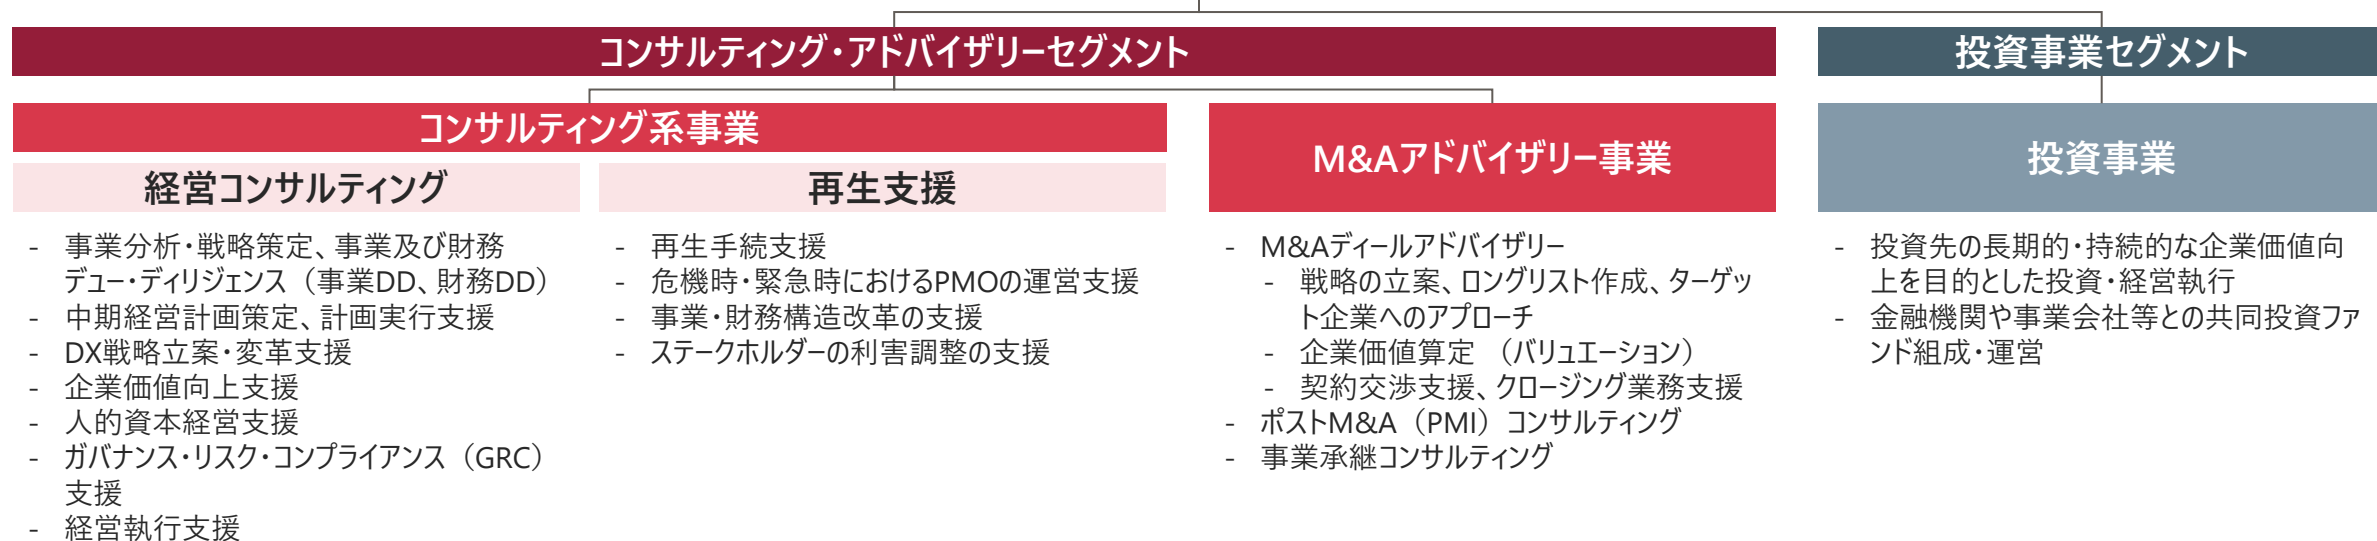 コンサルティング・アドバイザリーセグメント
投資事業セグメント
コンサルティング系事業
経営コンサルティング
再生支援
M&Aアドバイザリー事業
投資事業
- 事業分析・戦略策定、事業及び財務
デュー・ディリジェンス（事業DD、財務DD）
- 中期経営計画策定、計画実行支援
- DX戦略立案・変革支援
- 企業価値向上支援
- 人的資本経営支援
- ガバナンス・リスク・コンプライアンス（GRC）
支援
- 経営執行支援
- 再生手続支援
- 危機時・緊急時におけるPMOの運営支援
- 事業・財務構造改革の支援
- ステークホルダーの利害調整の支援
- M&Aディールアドバイザリー
- 戦略の立案、ロングリスト作成、ターゲッ
ト企業へのアプローチ
- 企業価値算定 （バリュエーション）
- 契約交渉支援、クロージング業務支援
- ポストM&A（PMI）コンサルティング
- 事業承継コンサルティング
- 投資先の長期的・持続的な企業価値向
上を目的とした投資・経営執行
- 金融機関や事業会社等との共同投資ファ
ンド組成・運営